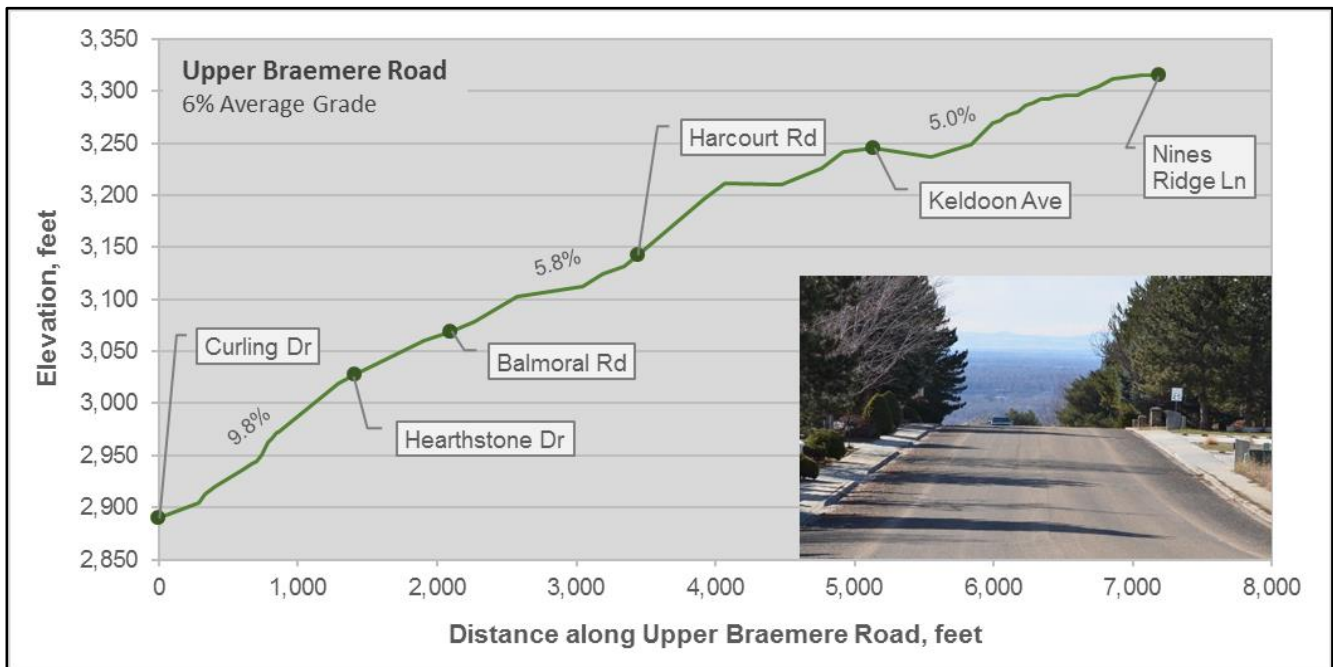 Upper Braemere Road
6% Average Grade
3,350
3,300
3,250
3,200
3,150
3,100
3,050
3,000
2,950
2,900
2,850
Elevation, feet
Curling Dr
9.8%
Hearthstone Dr
Balmoral Rd
5.8%
Harcourt Rd
Keldoon Ave
5.0%
Nines
Ridge Ln
0
1,000
2,000
3,000
4,000
5,000
6,000
7,000
8,000
Distance along Upper Braemere Road, feet